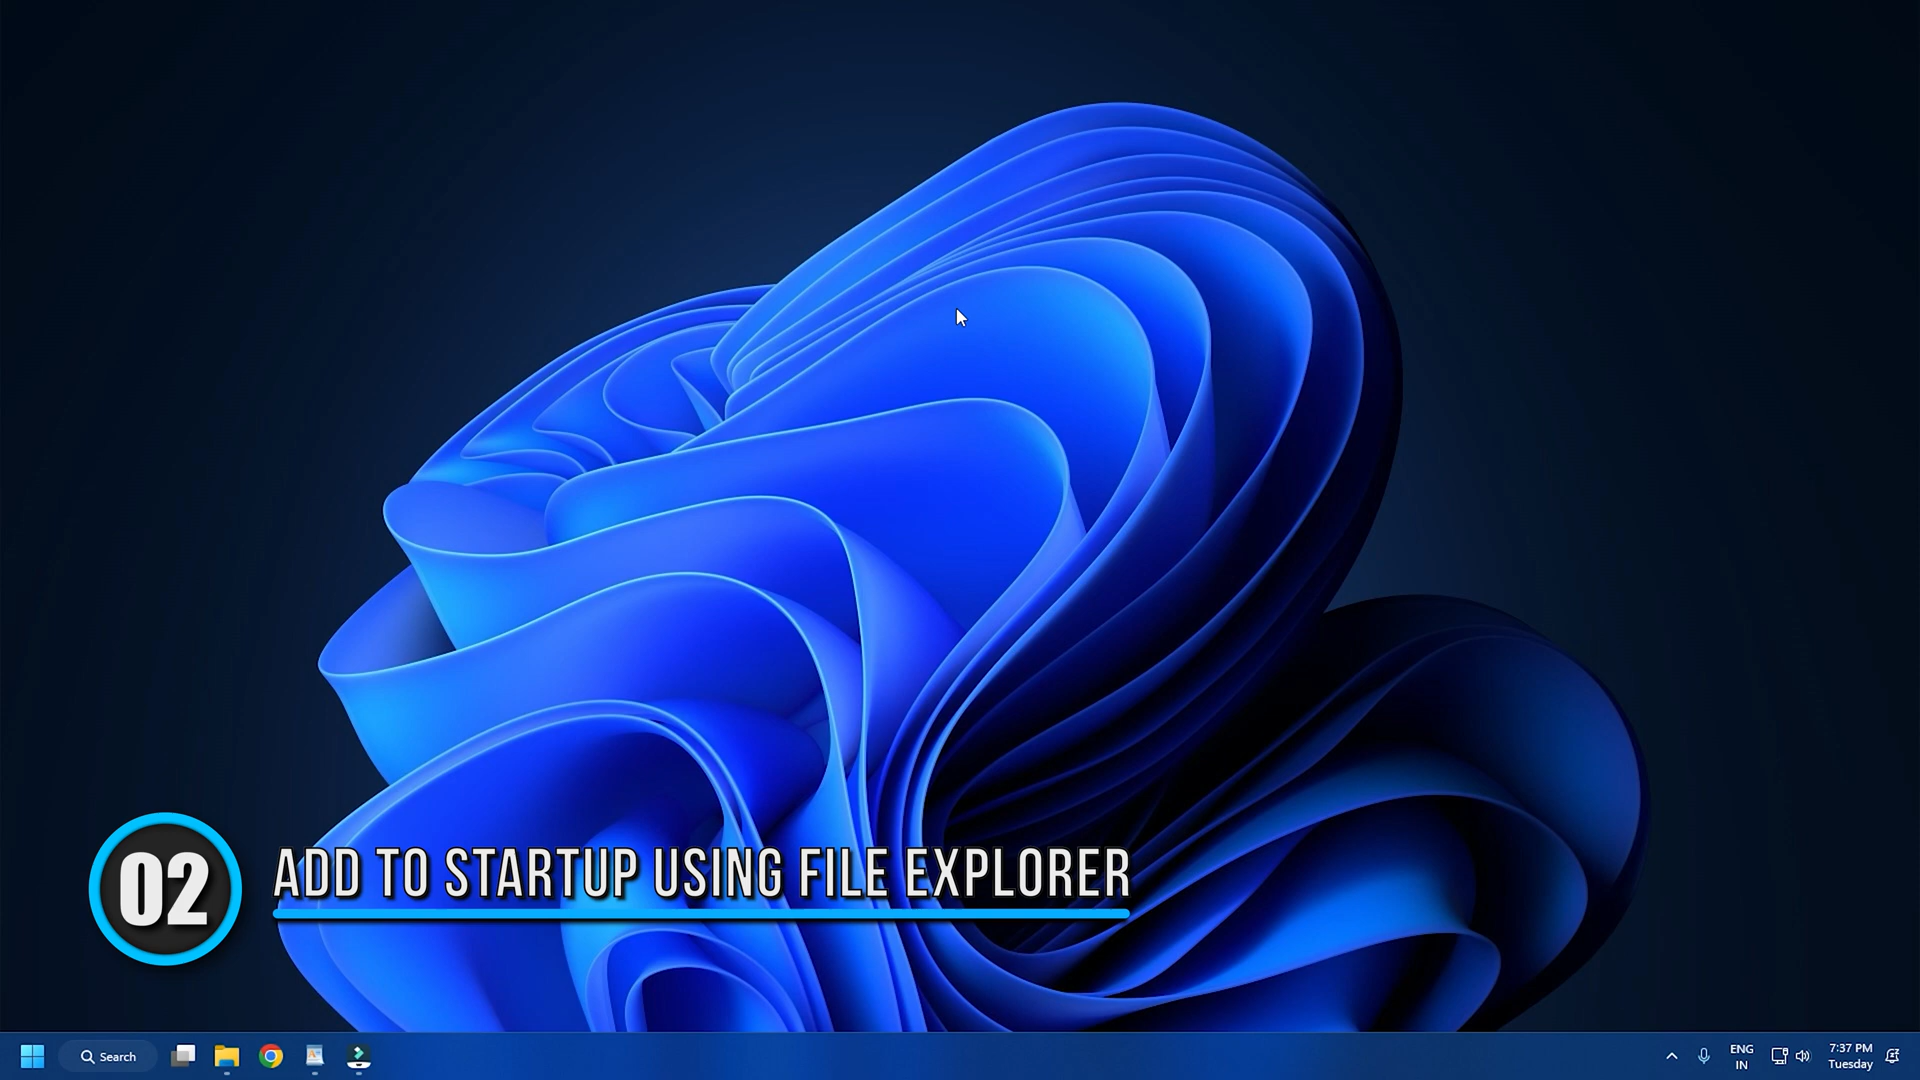 02
ADD TO STARTUP USING FILE EXPLORER
Search
ENG
IN
7:37 PM
Tuesday